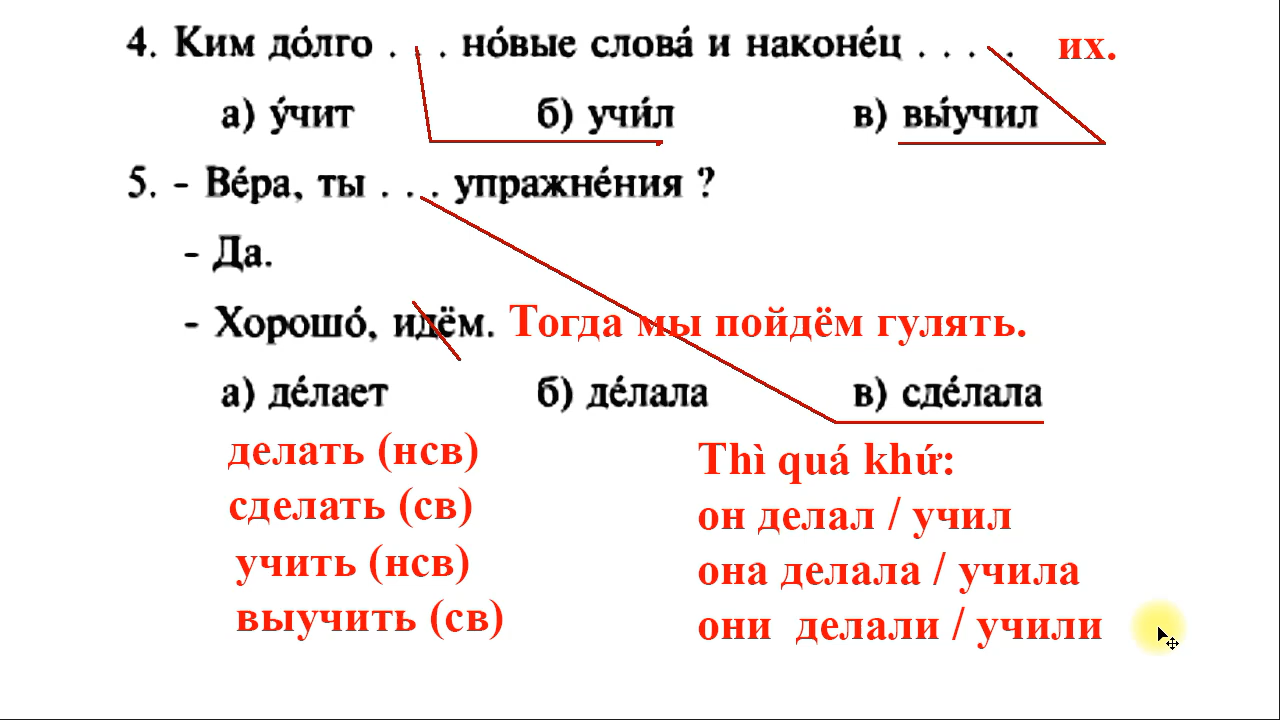 4. Ким до́лго . . . но́вые слова́ и наконе́ц . . . . . их.
а) у́чит б) учи́л в) вы́учил
5. - Ве́ра, ты . . . упражне́ния ?
- Да.
- Хорошо́, идём. Тогда мы пойдём гулять.
а) де́лает б) де́лала в) сде́лала
делать (нсв)
сделать (св)
учить (нсв)
выучить (св)
Thì quá khứ:
он делал / учил
она делала / учила
они делали / учили